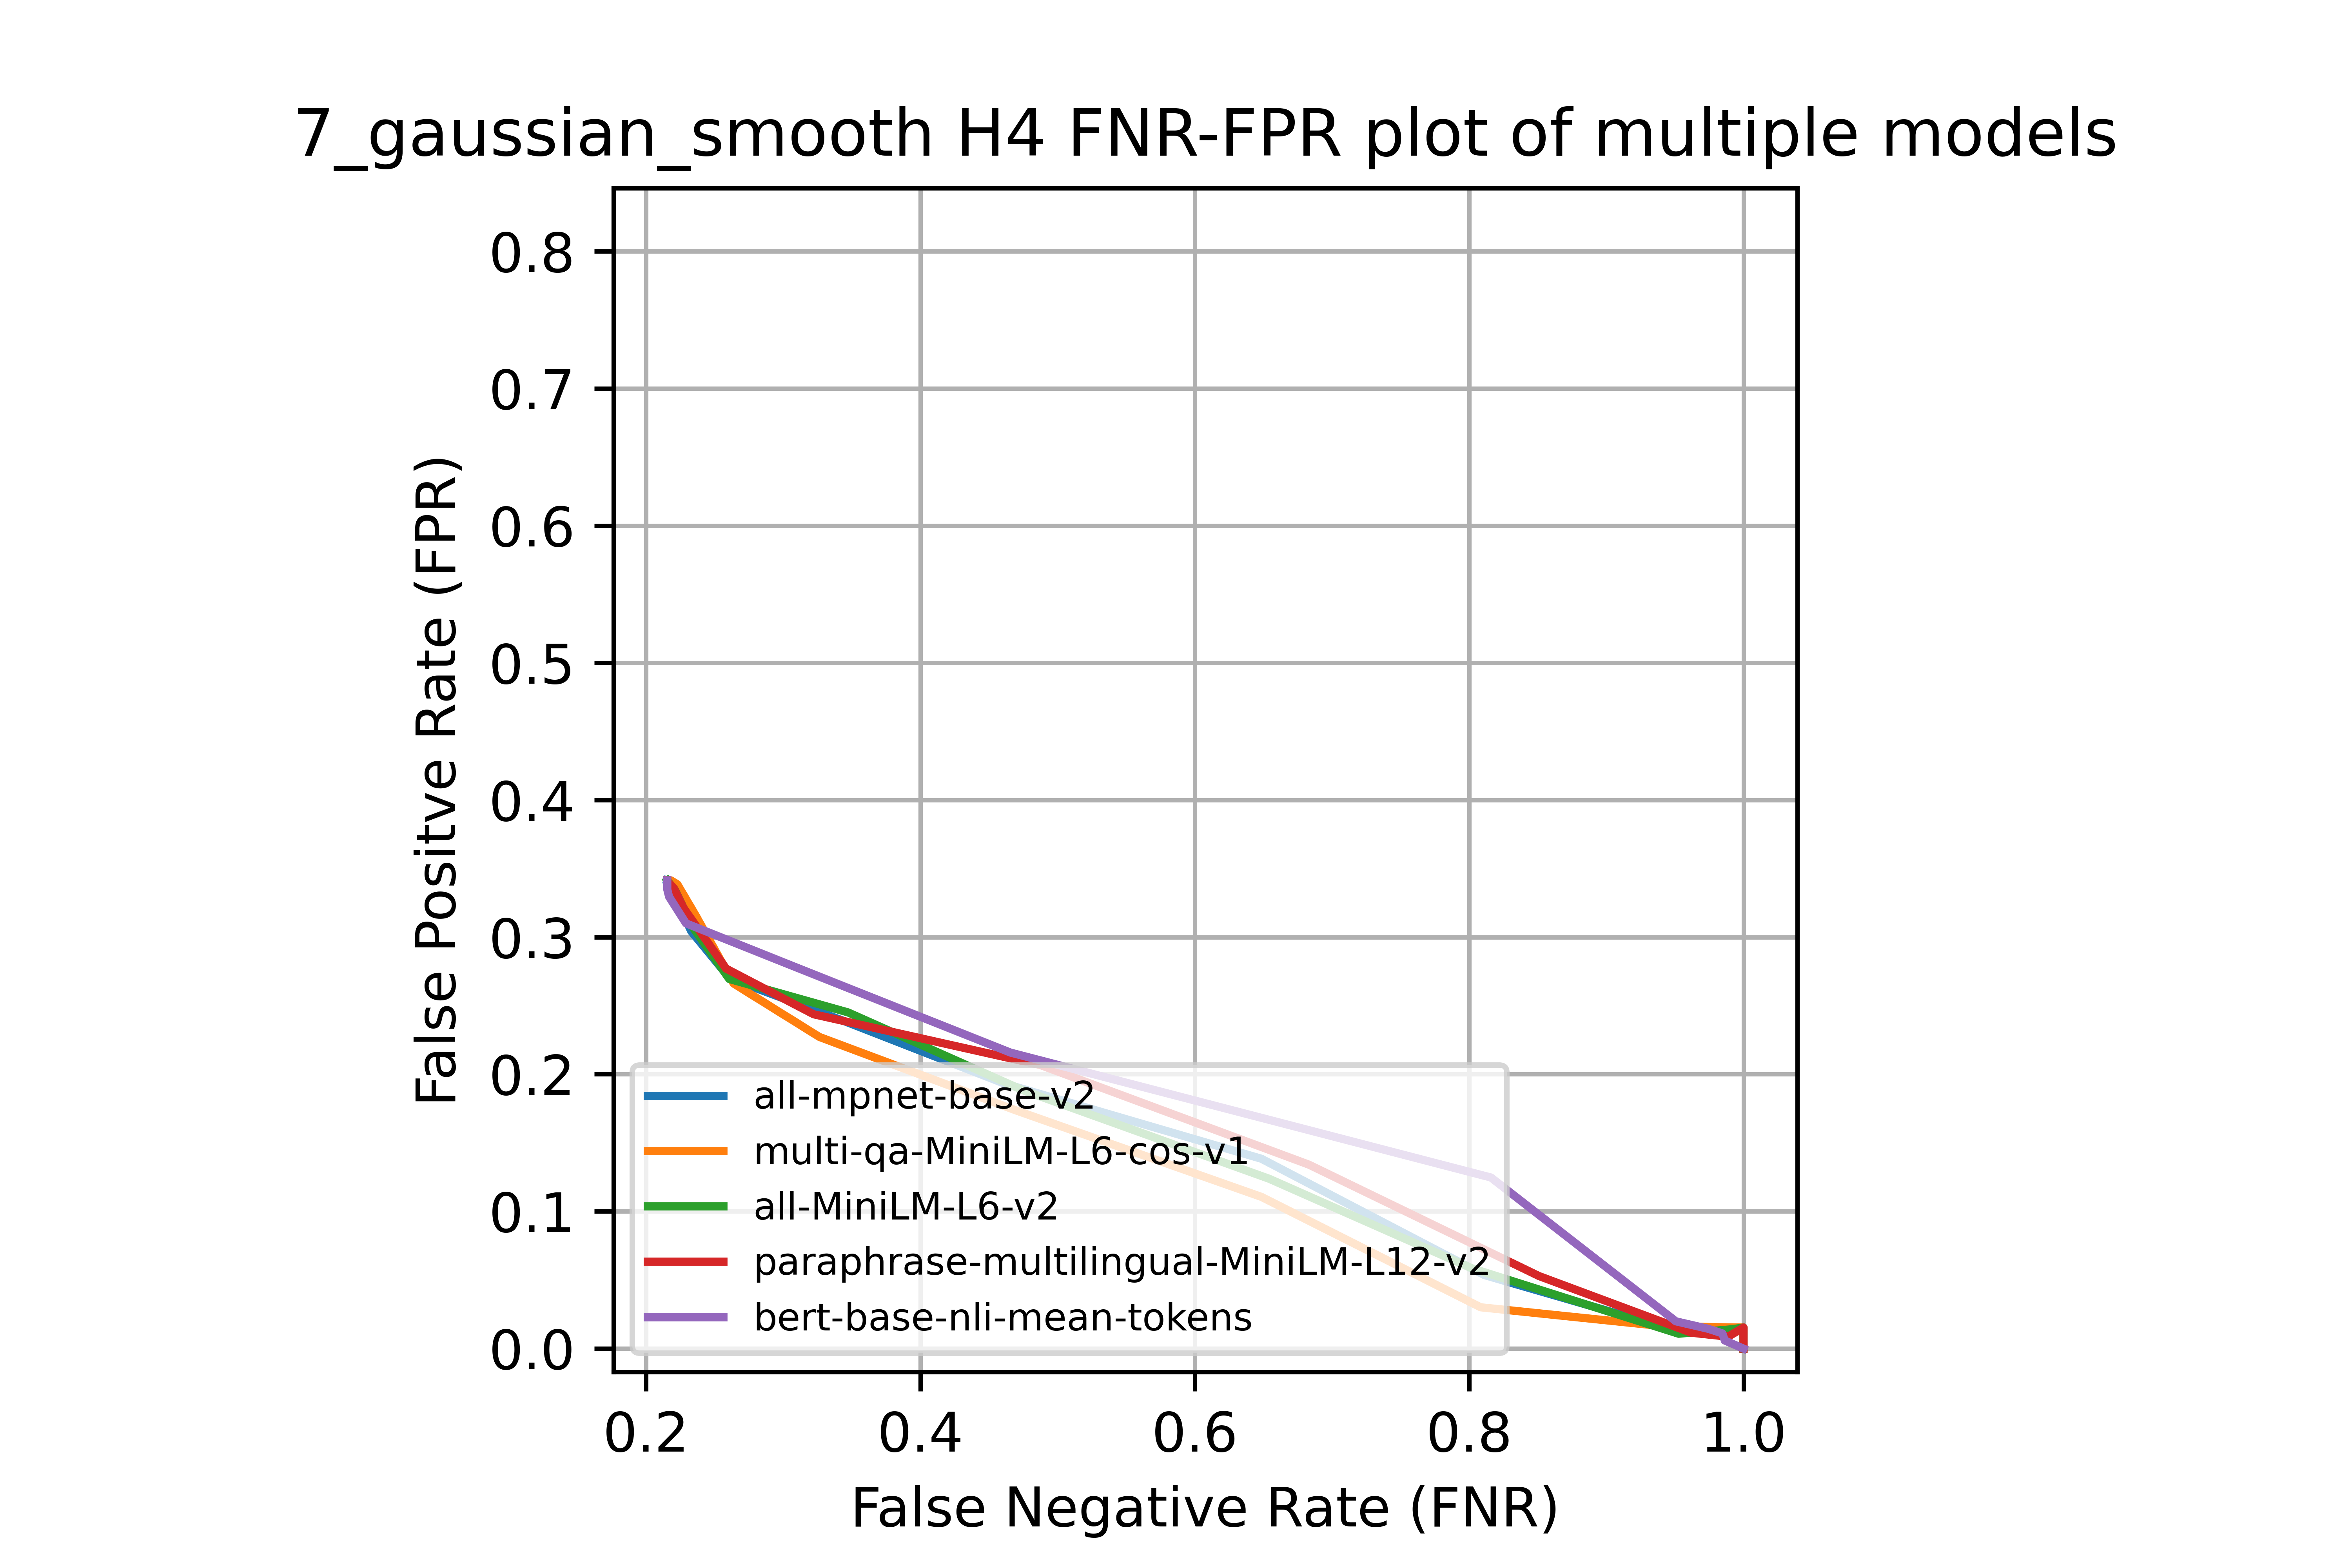 7_gaussian_smooth H4 FNR-FPR plot of multiple models
0.8
0.7
0.6
0.5
0.4
0.3
0.2
0.1
0.0
False Positve Rate (FPR)
all-mpnet-base-v2
multi-qa-MiniLM-L6-cos-v1
all-MiniLM-L6-v2
paraphrase-multilingual-MiniLM-L12-v2
bert-base-nli-mean-tokens
0.2 0.4 0.6 0.8 1.0
False Negative Rate (FNR)